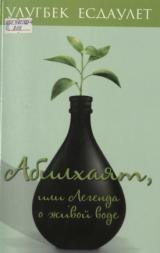 УЛУГБЕК ЕСДАУЛЕТ
Абилхаят,
или Легенда
о живой воде